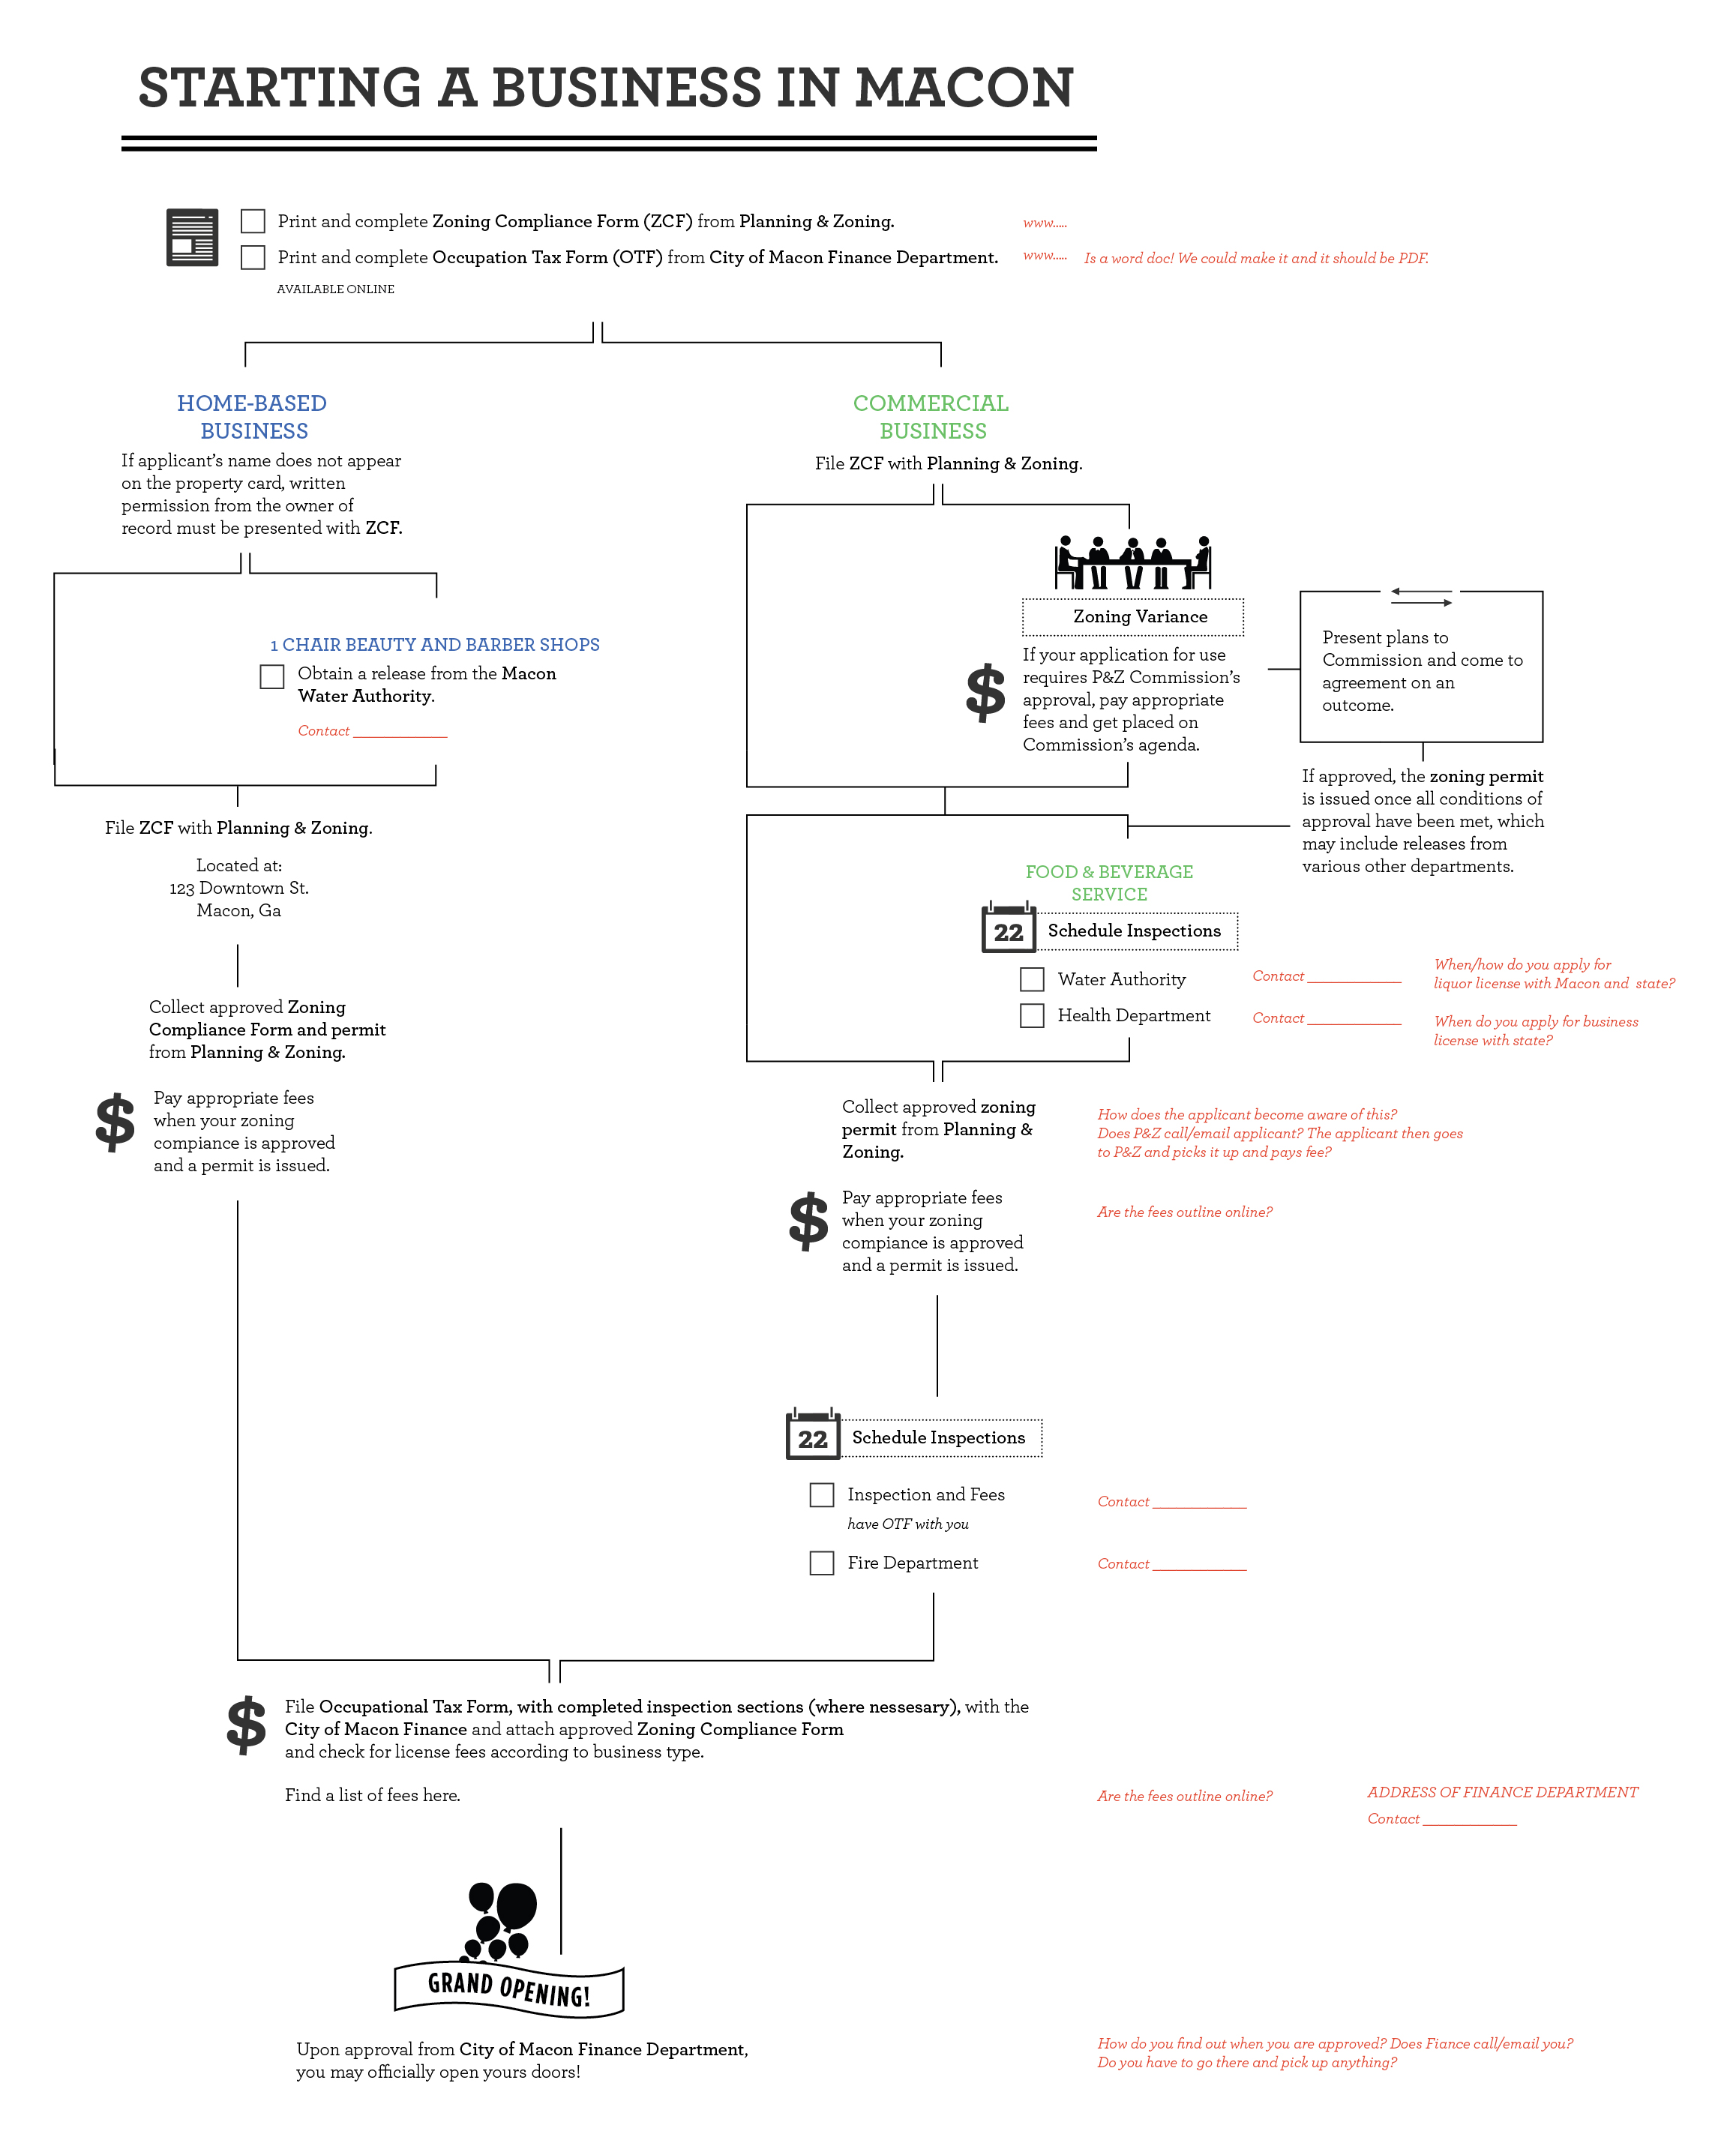 STARTING A BUSINESS IN MACON
Print and complete Zoning Compliance Form (ZCF) from Planning & Zoning.
www.....
Print and complete Occupation Tax Form (OTF) from City of Macon Finance Department.
www.....
Is a word doc! We could make it and it should be PDF.
AVAILABLE ONLINE
HOME-BASED
BUSINESS
If applicant's name does not appear
on the property card, written
permission from the owner of
record must be presented with ZCF.
1 CHAIR BEAUTY AND BARBER SHOPS
Obtain a release from the Macon
Water Authority.
Contact ____________
File ZCF with Planning & Zoning.
Located at:
123 Downtown St.
Macon, Ga
Collect approved Zoning
Compliance Form and permit
from Planning & Zoning.
$
Pay appropriate fees
when your zoning
compiance is approved
and a permit is issued.
COMMERCIAL
BUSINESS
File ZCF with Planning & Zoning.
Zoning Variance
$
If your application for use
requires P&Z Commission's
approval, pay appropriate
fees and get placed on
Commission's agenda.
Present plans to
Commission and come to
agreement on an
outcome.
If approved, the zoning permit
is issued once all conditions of
approval have been met, which
may include releases from
various other departments.
FOOD & BEVERAGE
SERVICE
22
Schedule Inspections
Water Authority
Contact ____________
When/how do you apply for
liquor license with Macon and state?
Health Department
Contact ____________
When do you apply for business
license with state?
Collect approved zoning
permit from Planning &
Zoning.
How does the applicant become aware of this?
Does P&Z call/email applicant? The applicant then goes
to P&Z and picks it up and pays fee?
$
Pay appropriate fees
when your zoning
compiance is approved
and a permit is issued.
Are the fees outline online?
22
Schedule Inspections
Inspection and Fees
have OTF with you
Contact ____________
Fire Department
Contact ____________
$
File Occupational Tax Form, with completed inspection sections (where nessesary), with the
City of Macon Finance and attach approved Zoning Compliance Form
and check for license fees according to business type.
Find a list of fees here.
Are the fees outline online?
ADDRESS OF FINANCE DEPARTMENT
Contact ____________
GRAND OPENING!
Upon approval from City of Macon Finance Department,
you may officially open yours doors!
How do you find out when you are approved? Does Fiance call/email you?
Do you have to go there and pick up anything?